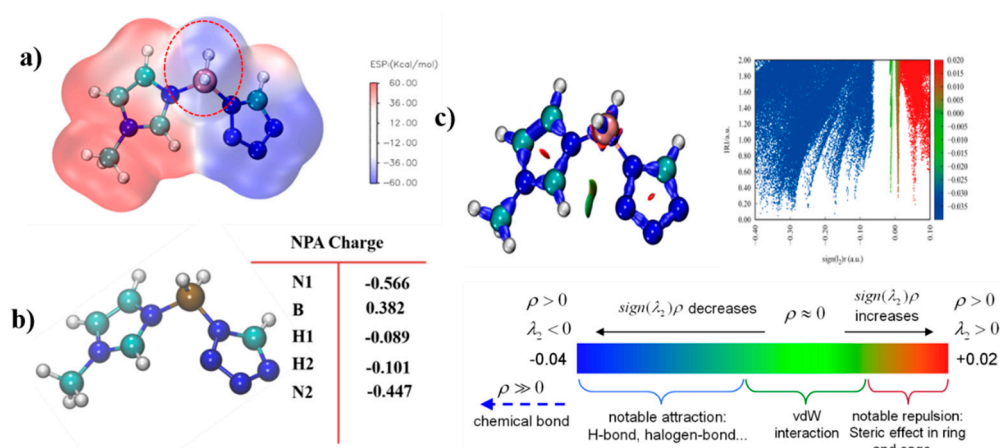 a)
ESP:(Kcal/mol)
60.00
36.00
12.00
−12.00
−36.00
−60.00
b)
NPA Charge
N1 -0.566
B 0.382
H1 -0.089
H2 -0.101
N2 -0.447
c)
IRI/a.u.
2.00
1.80
1.60
1.40
1.20
1.00
0.80
0.60
0.40
0.20
0.00
−0.40 −0.30 −0.20 −0.10 −0.00 0.10
sign(l₂)r (a.u.)
0.020
0.015
0.010
0.005
0.000
−0.005
−0.010
−0.015
−0.020
−0.025
−0.030
−0.035
ρ > 0 sign(λ₂)ρ decreases ρ ≈ 0 sign(λ₂)ρ increases ρ > 0
λ₂ < 0 λ₂ > 0
-0.04 +0.02
ρ ≫ 0
chemical bond
notable attraction:
H-bond, halogen-bond...
vdW
interaction
notable repulsion:
Steric effect in ring